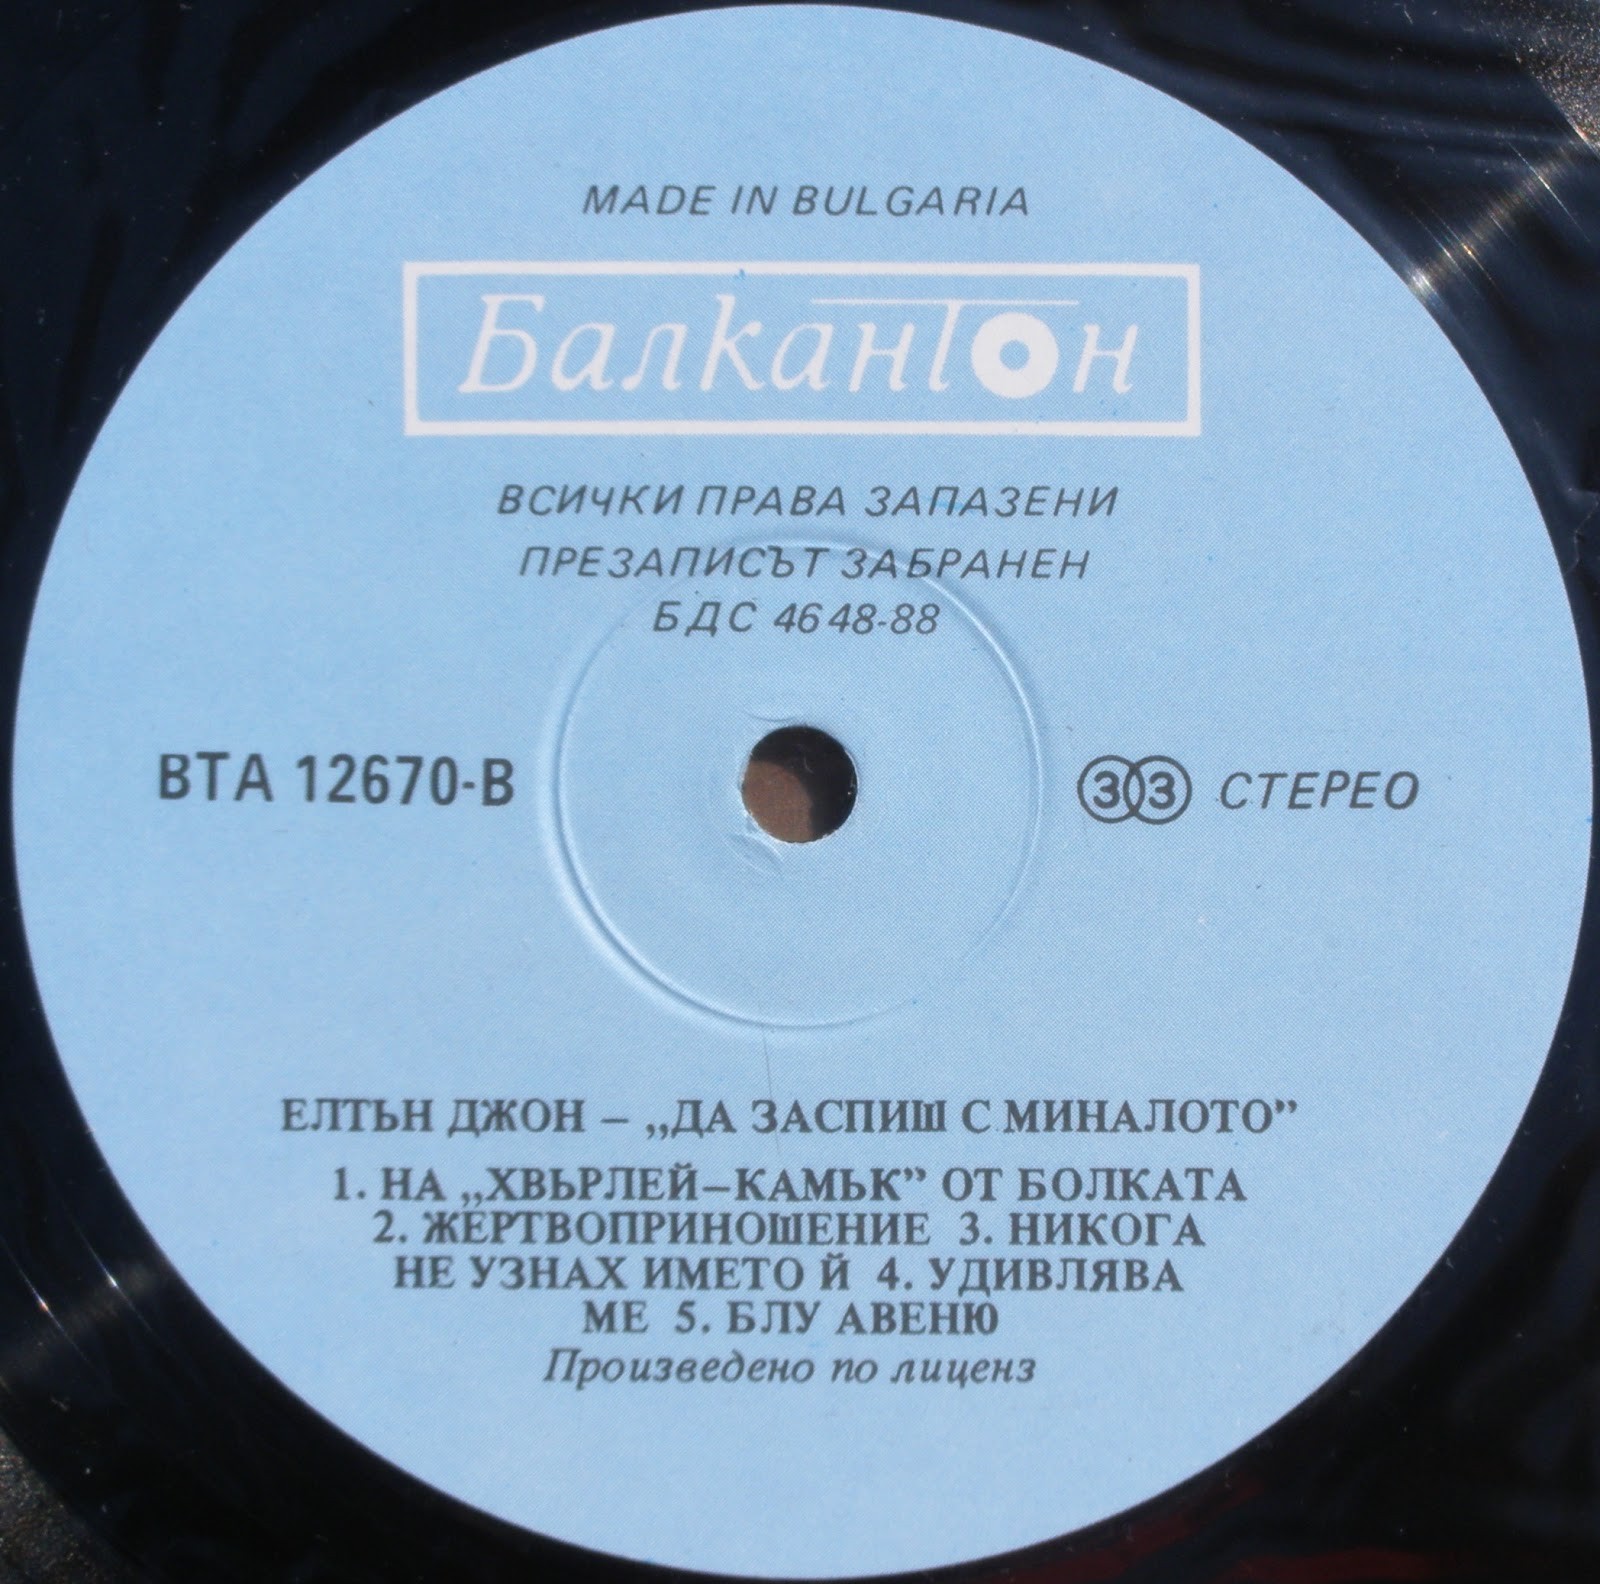 MADE IN BULGARIA
Балкантон
ВСИЧКИ ПРАВА ЗАПАЗЕНИ
ПРЕЗАПИСЪТ ЗАБРАНЕН
БДС 4648-88
ВТА 12670-В
33 СТЕРЕО
ЕЛТЪН ДЖОН – „ДА ЗАСПИШ С МИНАЛОТО”
1. НА „ХВЪРЛЕЙ–КАМЪК” ОТ БОЛКАТА
2. ЖЕРТВОПРИНОШЕНИЕ 3. НИКОГА
НЕ УЗНАХ ИМЕТО Й 4. УДИВЛЯВА
МЕ 5. БЛУ АВЕНЮ
Произведено по лиценз